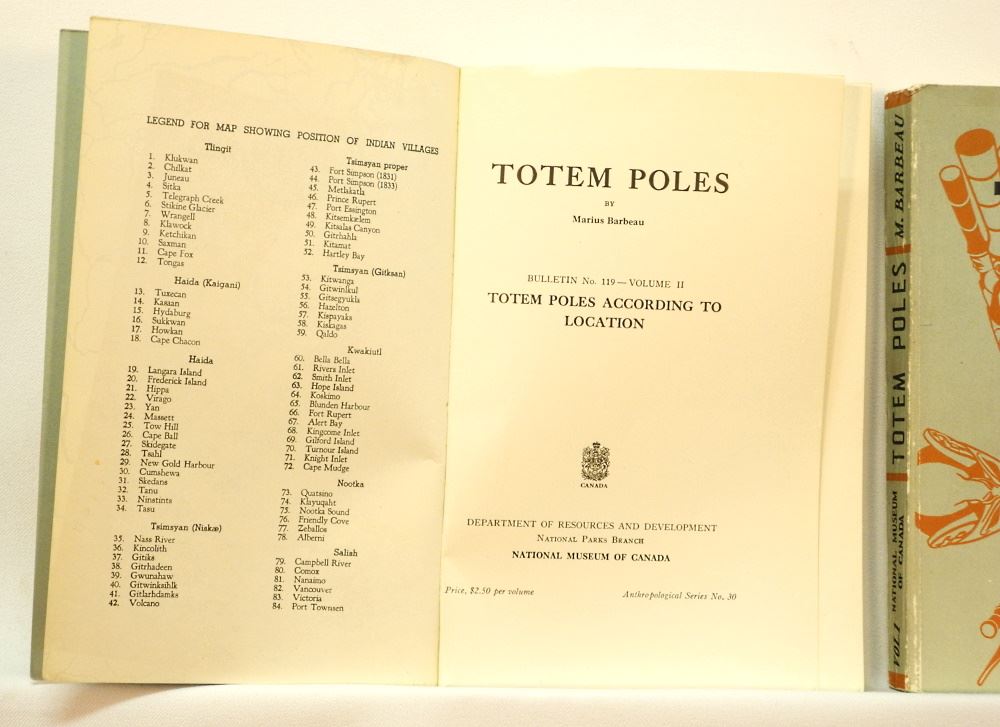 LEGEND FOR MAP SHOWING POSITION OF INDIAN VILLAGES
Tlingit
1. Klukwan
2. Chilkat
3. Juneau
4. Sitka
5. Telegraph Creek
6. Stikine Glacier
7. Wrangell
8. Klawock
9. Ketchikan
10. Saxman
11. Cape Fox
12. Tongas
Haida (Kaigani)
13. Tuxecan
14. Kasaan
15. Hydaburg
16. Sukkwan
17. Howkan
18. Cape Chacon
Haida
19. Langara Island
20. Frederick Island
21. Hippa
22. Virago
23. Yan
24. Massett
25. Tow Hill
26. Cape Ball
27. Skidegate
28. Tsahl
29. New Gold Harbour
30. Cumshewa
31. Skedans
32. Tanu
33. Ninstints
34. Tasu
Tsimsyan (Niskæ)
35. Nass River
36. Kincolith
37. Gitiks
38. Gitrhadeen
39. Gwunahaw
40. Gitwinksihlk
41. Gitlarhdamks
42. Volcano
Tsimsyan proper
43. Fort Simpson (1831)
44. Port Simpson (1833)
45. Metlakatla
46. Prince Rupert
47. Port Essington
48. Kitsemkælem
49. Kitsalas Canyon
50. Gitrhahla
51. Kitamat
52. Hartley Bay
Tsimsyan (Gitksan)
53. Kitwanga
54. Gitwinlkul
55. Gitsegyukla
56. Hazelton
57. Kispayaks
58. Kiskagas
59. Qaldo
Kwakiutl
60. Bella Bella
61. Rivers Inlet
62. Smith Inlet
63. Hope Island
64. Koskimo
65. Blunden Harbour
66. Fort Rupert
67. Alert Bay
68. Kingcome Inlet
69. Gilford Island
70. Turnour Island
71. Knight Inlet
72. Cape Mudge
Nootka
73. Quatsino
74. Klayuqaht
75. Nootka Sound
76. Friendly Cove
77. Zeballos
78. Alberni
Salish
79. Campbell River
80. Comox
81. Nanaimo
82. Vancouver
83. Victoria
84. Port Townsen
TOTEM POLES
BY
Marius Barbeau
BULLETIN No. 119 — VOLUME II
TOTEM POLES ACCORDING TO
LOCATION
CANADA
DEPARTMENT OF RESOURCES AND DEVELOPMENT
NATIONAL PARKS BRANCH
NATIONAL MUSEUM OF CANADA
Price, $2.50 per volume
Anthropological Series No. 30
M. BARBEAU
TOTEM POLES
NATIONAL MUSEUM
OF CANADA
VOL. I